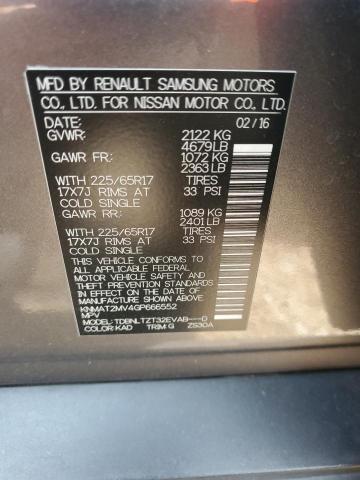 MFD BY RENAULT SAMSUNG MOTORS
CO., LTD. FOR NISSAN MOTOR CO., LTD.
DATE: 02/16
GVWR: 2122 KG
4679LB
GAWR FR: 1072 KG
2363 LB
WITH 225/65R17 TIRES
17X7J RIMS AT 33 PSI
COLD SINGLE
GAWR RR: 1089 KG
2401 LB
WITH 225/65R17 TIRES
17X7J RIMS AT 33 PSI
COLD SINGLE
THIS VEHICLE CONFORMS TO ALL
APPLICABLE FEDERAL
MOTOR VEHICLE SAFETY AND
THEFT PREVENTION STANDARDS
IN EFFECT ON THE DATE OF
MANUFACTURE SHOWN ABOVE.
KNMAT2MV4GP666552
MPV
MODEL: TDBNLTZT32EVAB---D
COLOR: KAD TRIM G ZS30A